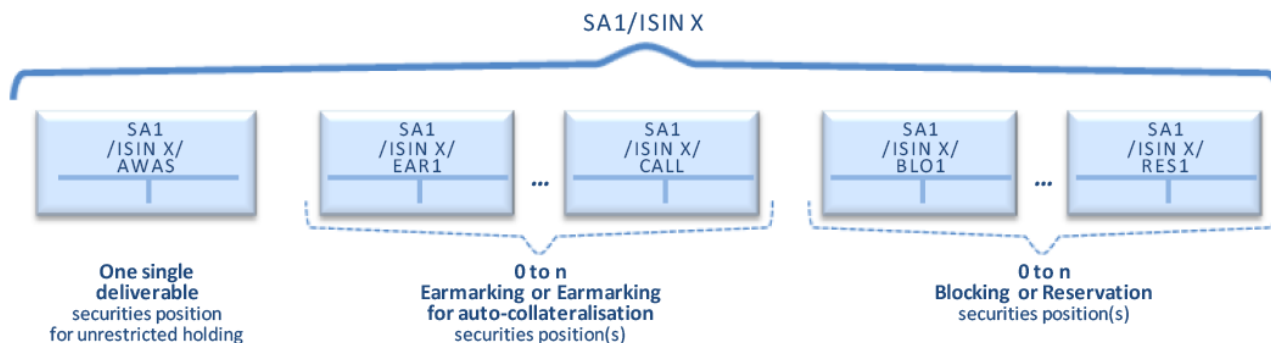 SA1/ISIN X
SA1
/ISIN X/
AWAS
SA1
/ISIN X/
EAR1
...
SA1
/ISIN X/
CALL
SA1
/ISIN X/
BLO1
...
SA1
/ISIN X/
RES1
One single
deliverable
securities position
for unrestricted holding
0 to n
Earmarking or Earmarking
for auto-collateralisation
securities position(s)
0 to n
Blocking or Reservation
securities position(s)